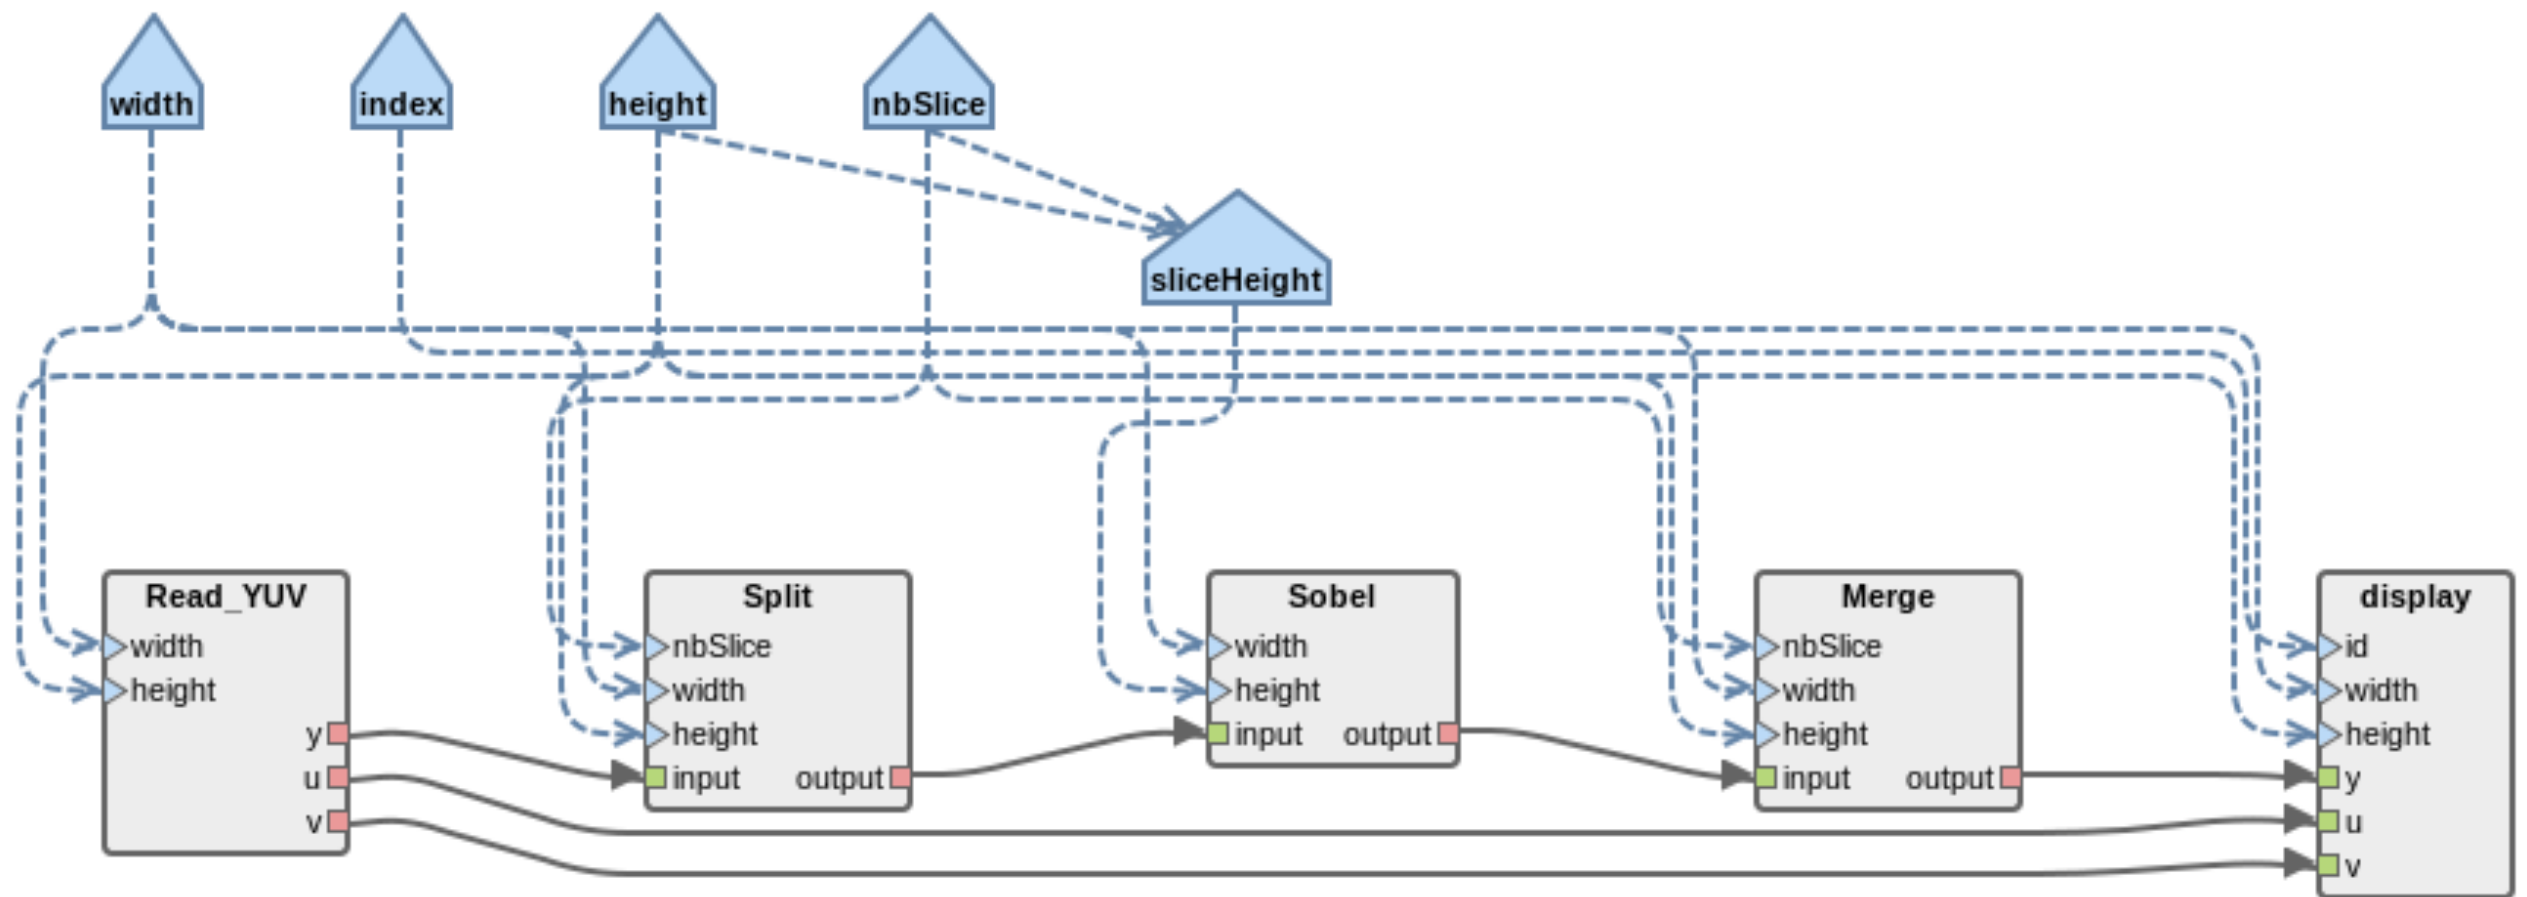 width
index
height
nbSlice
sliceHeight
Read_YUV
width
height
y
u
v
Split
nbSlice
width
height
input output
Sobel
width
height
input output
Merge
nbSlice
width
height
input output
display
id
width
height
y
u
v